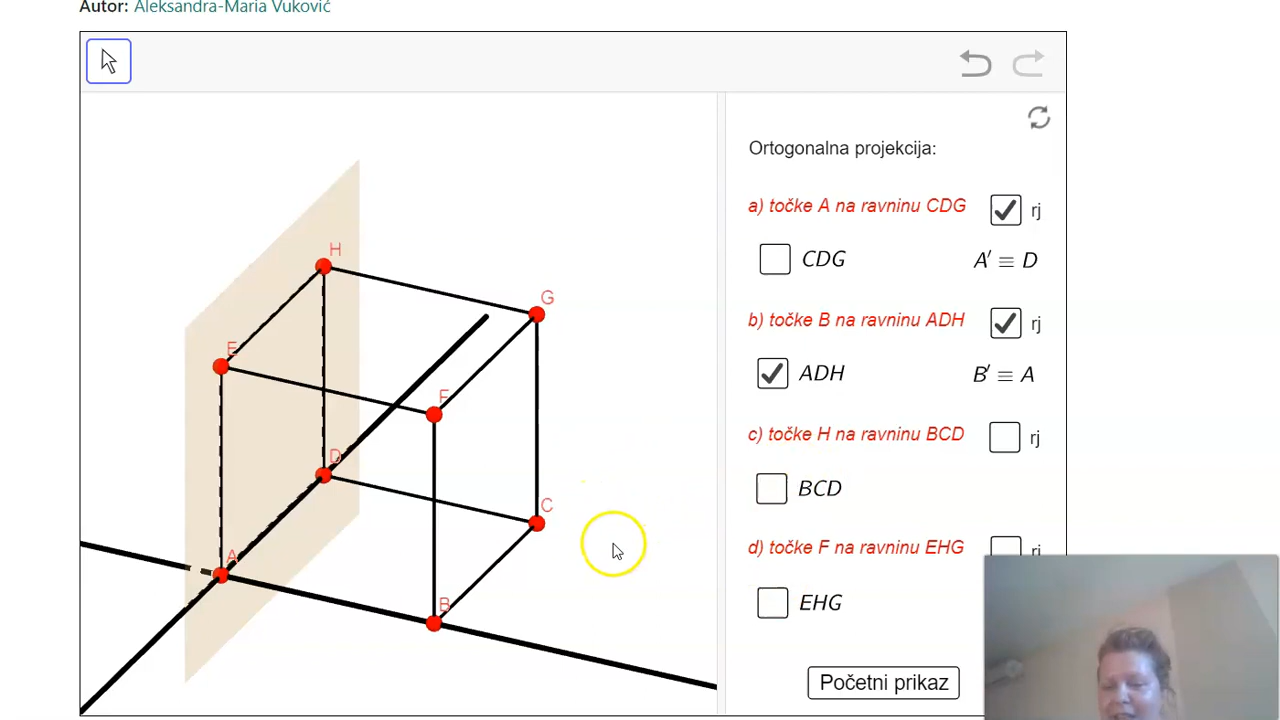 Autor: Aleksandra-Maria Vuković
Ortogonalna projekcija:
a) točke A na ravninu CDG rj
CDG A′ ≡ D
b) točke B na ravninu ADH rj
ADH B′ ≡ A
c) točke H na ravninu BCD rj
BCD
d) točke F na ravninu EHG rj
EHG
Početni prikaz
H
G
E
F
D
C
A
B